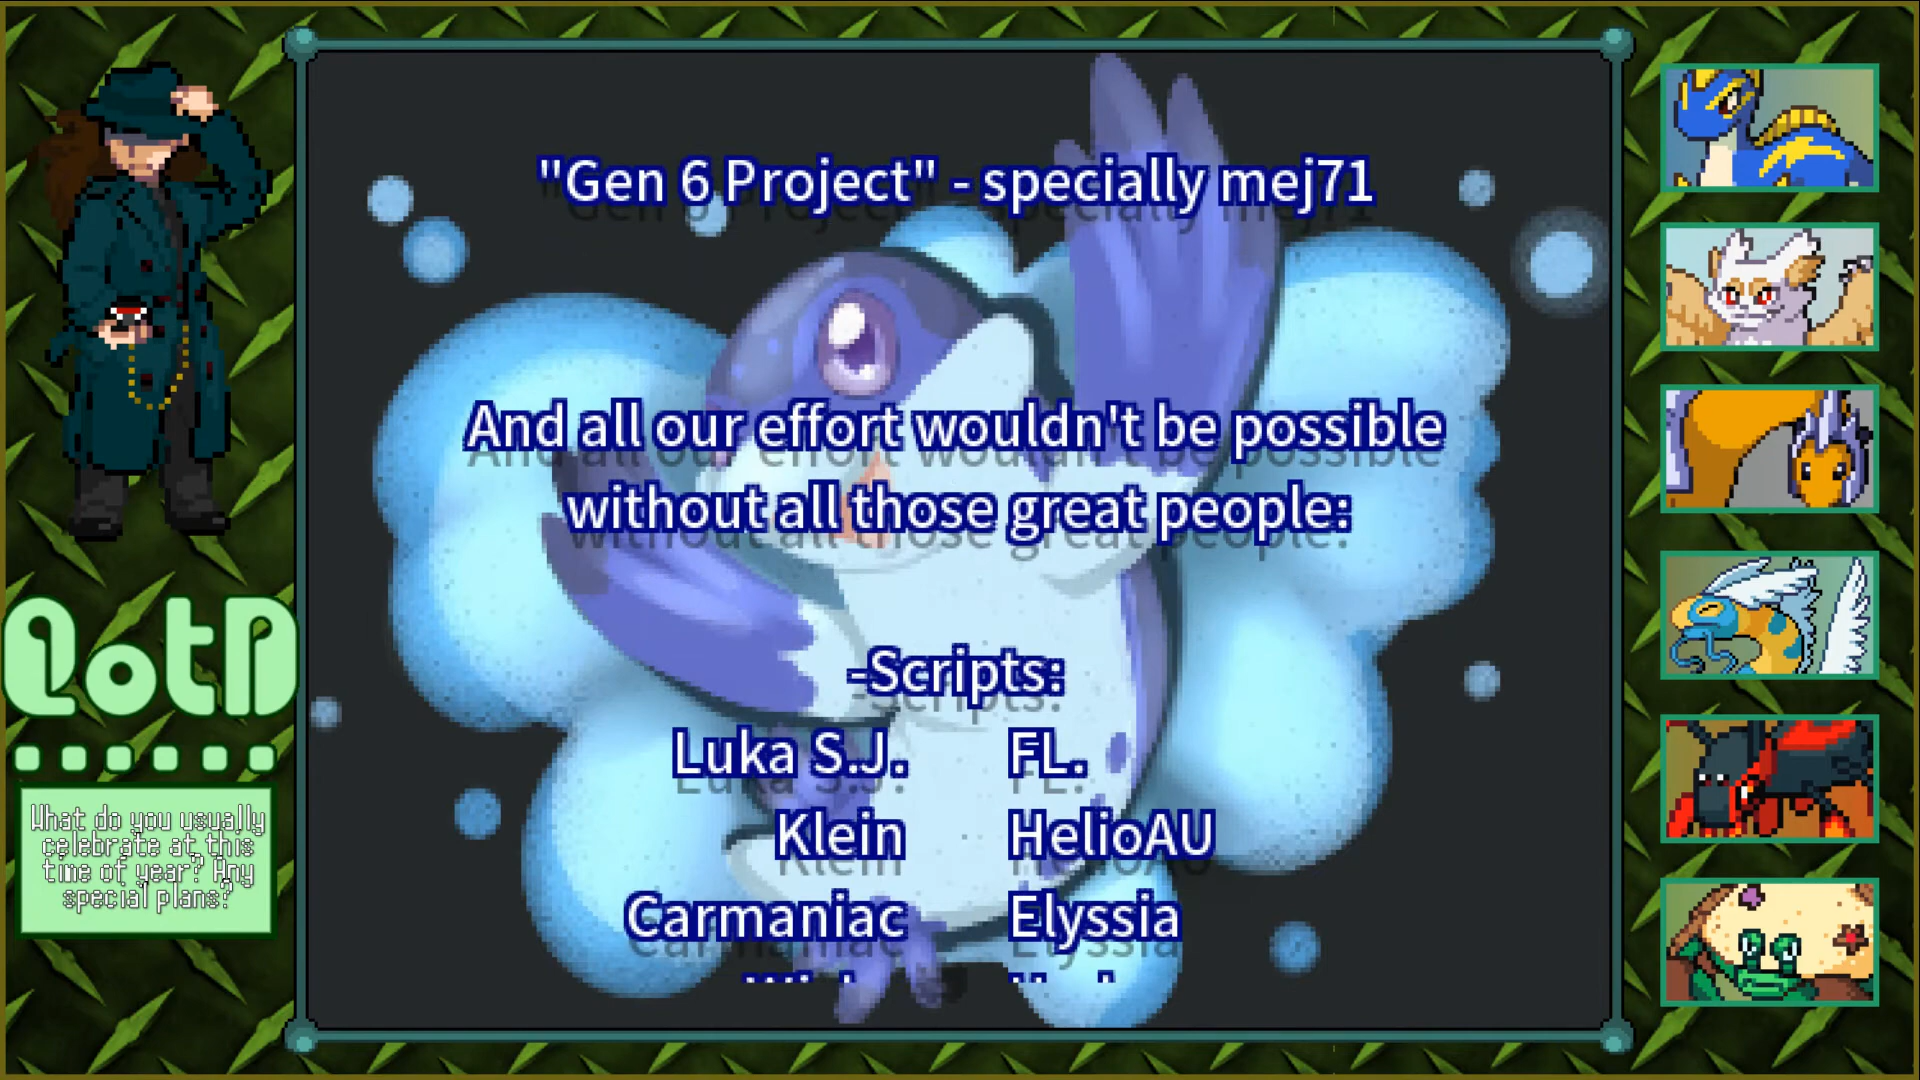 "Gen 6 Project" - specially mej71
And all our effort wouldn't be possible
without all those great people:
-Scripts:
Luka S.J. FL.
Klein HelioAU
Carmaniac Elyssia
QotD
What do you usually
celebrate at this
time of year? Any
special plans?